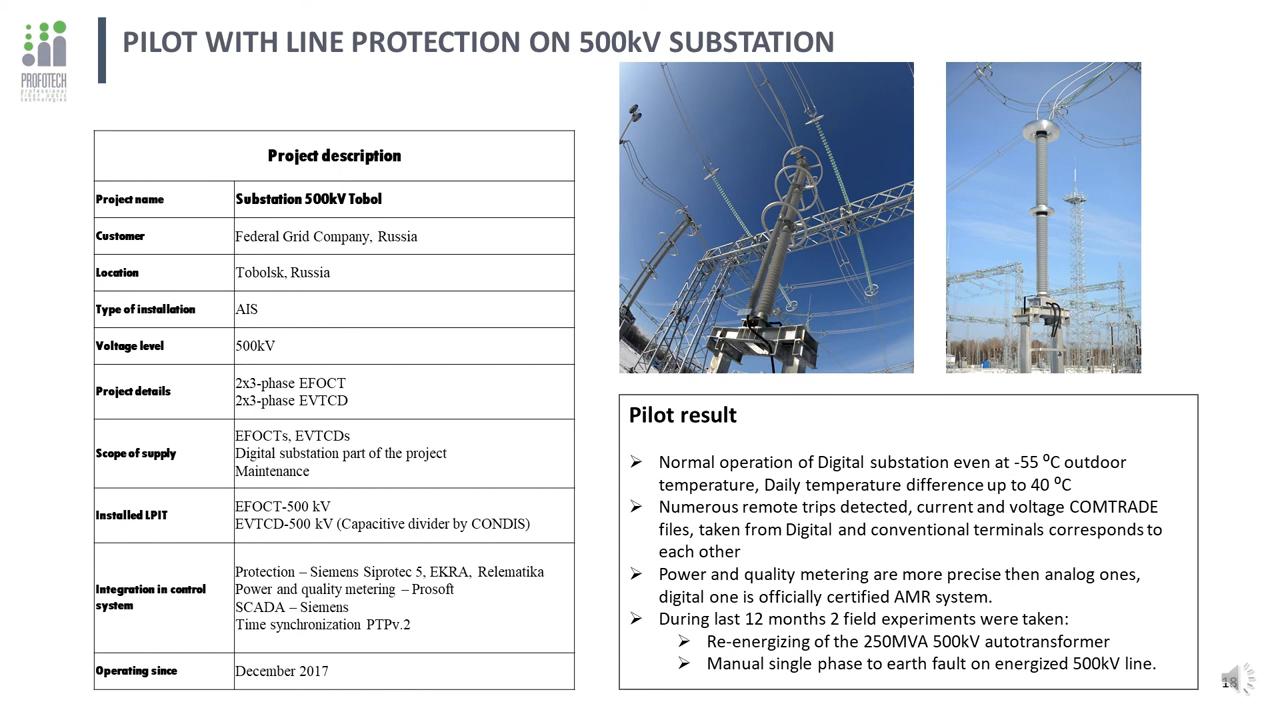 PILOT WITH LINE PROTECTION ON 500kV SUBSTATION
PROFOTECH
professional
fiber optic
technologies
Project description
Project name
Substation 500kV Tobol
Customer
Federal Grid Company, Russia
Location
Tobolsk, Russia
Type of installation
AIS
Voltage level
500kV
Project details
2x3-phase EFOCT
2x3-phase EVTCD
Scope of supply
EFOCTs, EVTCDs
Digital substation part of the project
Maintenance
Installed LPIT
EFOCT-500 kV
EVTCD-500 kV (Capacitive divider by CONDIS)
Integration in control
system
Protection – Siemens Siprotec 5, EKRA, Relematika
Power and quality metering – Prosoft
SCADA – Siemens
Time synchronization PTPv.2
Operating since
December 2017
Pilot result
Normal operation of Digital substation even at -55 ⁰C outdoor
temperature, Daily temperature difference up to 40 ⁰C
Numerous remote trips detected, current and voltage COMTRADE
files, taken from Digital and conventional terminals corresponds to
each other
Power and quality metering are more precise then analog ones,
digital one is officially certified AMR system.
During last 12 months 2 field experiments were taken:
Re-energizing of the 250MVA 500kV autotransformer
Manual single phase to earth fault on energized 500kV line.
18